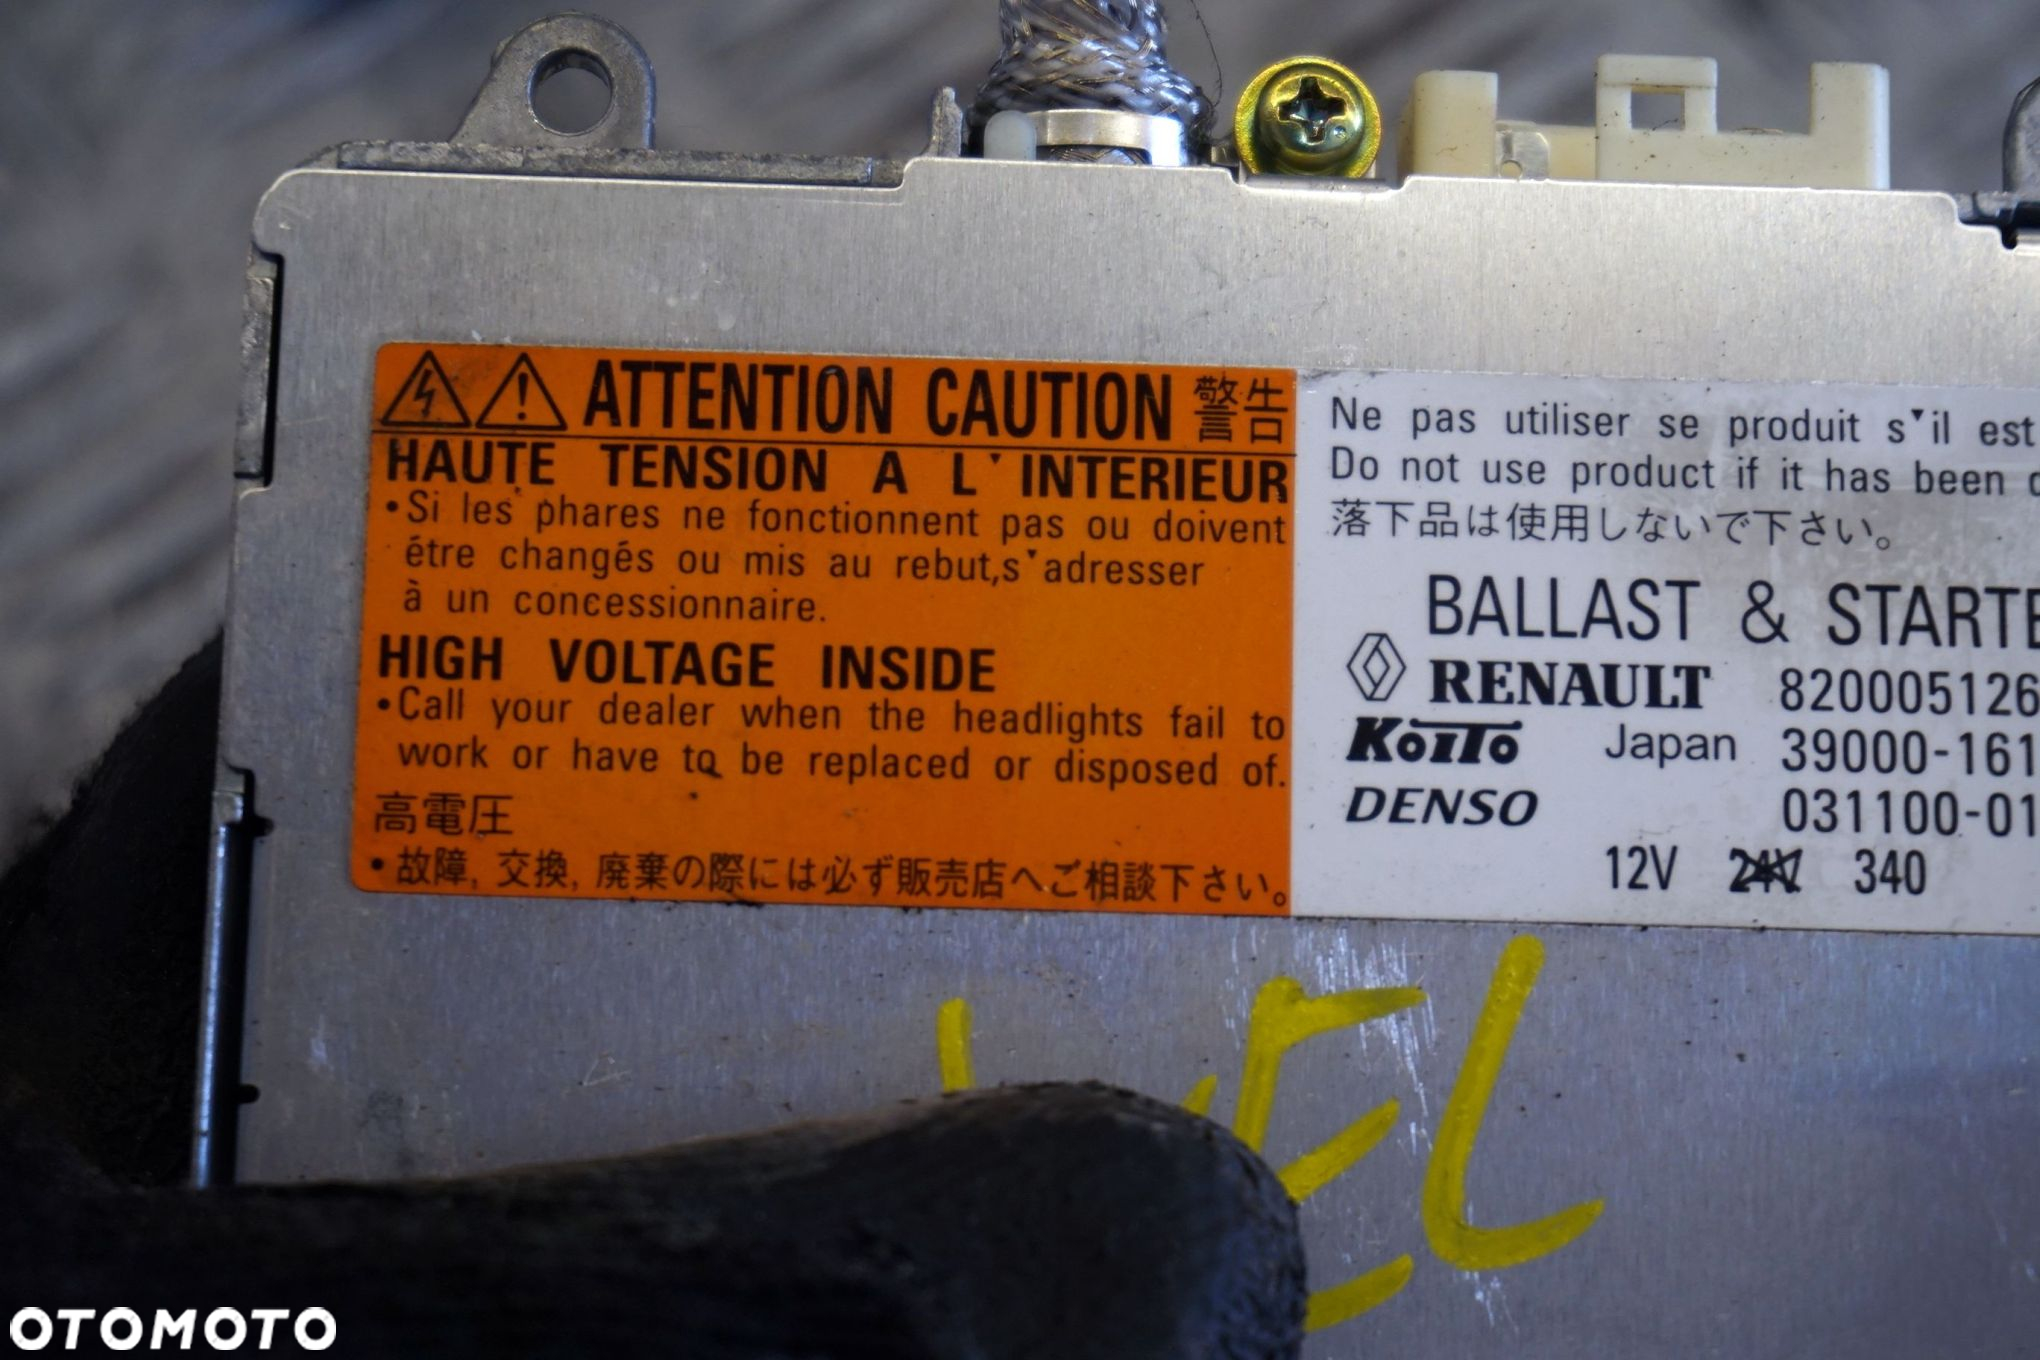 ATTENTION CAUTION 警告
HAUTE TENSION A L'INTERIEUR
•Si les phares ne fonctionnent pas ou doivent
étre changés ou mis au rebut,s'adresser
à un concessionnaire.
HIGH VOLTAGE INSIDE
•Call your dealer when the headlights fail to
work or have to be replaced or disposed of.
高電圧
•故障,交換,廃棄の際には必ず販売店へご相談下さい。
Ne pas utiliser se produit s'il est
Do not use product if it has been
落下品は使用しないで下さい。
BALLAST & STARTE
RENAULT 820005126
KOITO Japan 39000-161
DENSO 031100-01
12V 24V 340
OTOMOTO